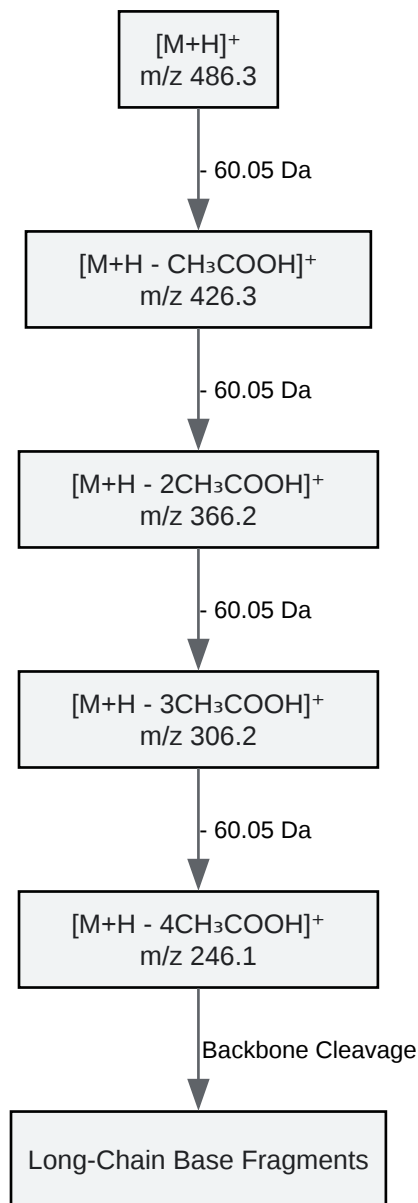 [M+H]⁺
m/z 486.3
- 60.05 Da
[M+H - CH₃COOH]⁺
m/z 426.3
- 60.05 Da
[M+H - 2CH₃COOH]⁺
m/z 366.2
- 60.05 Da
[M+H - 3CH₃COOH]⁺
m/z 306.2
- 60.05 Da
[M+H - 4CH₃COOH]⁺
m/z 246.1
Backbone Cleavage
Long-Chain Base Fragments